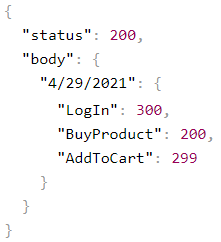 {
  "status": 200,
  "body": {
    "4/29/2021": {
      "LogIn": 300,
      "BuyProduct": 200,
      "AddToCart": 299
    }
  }
}